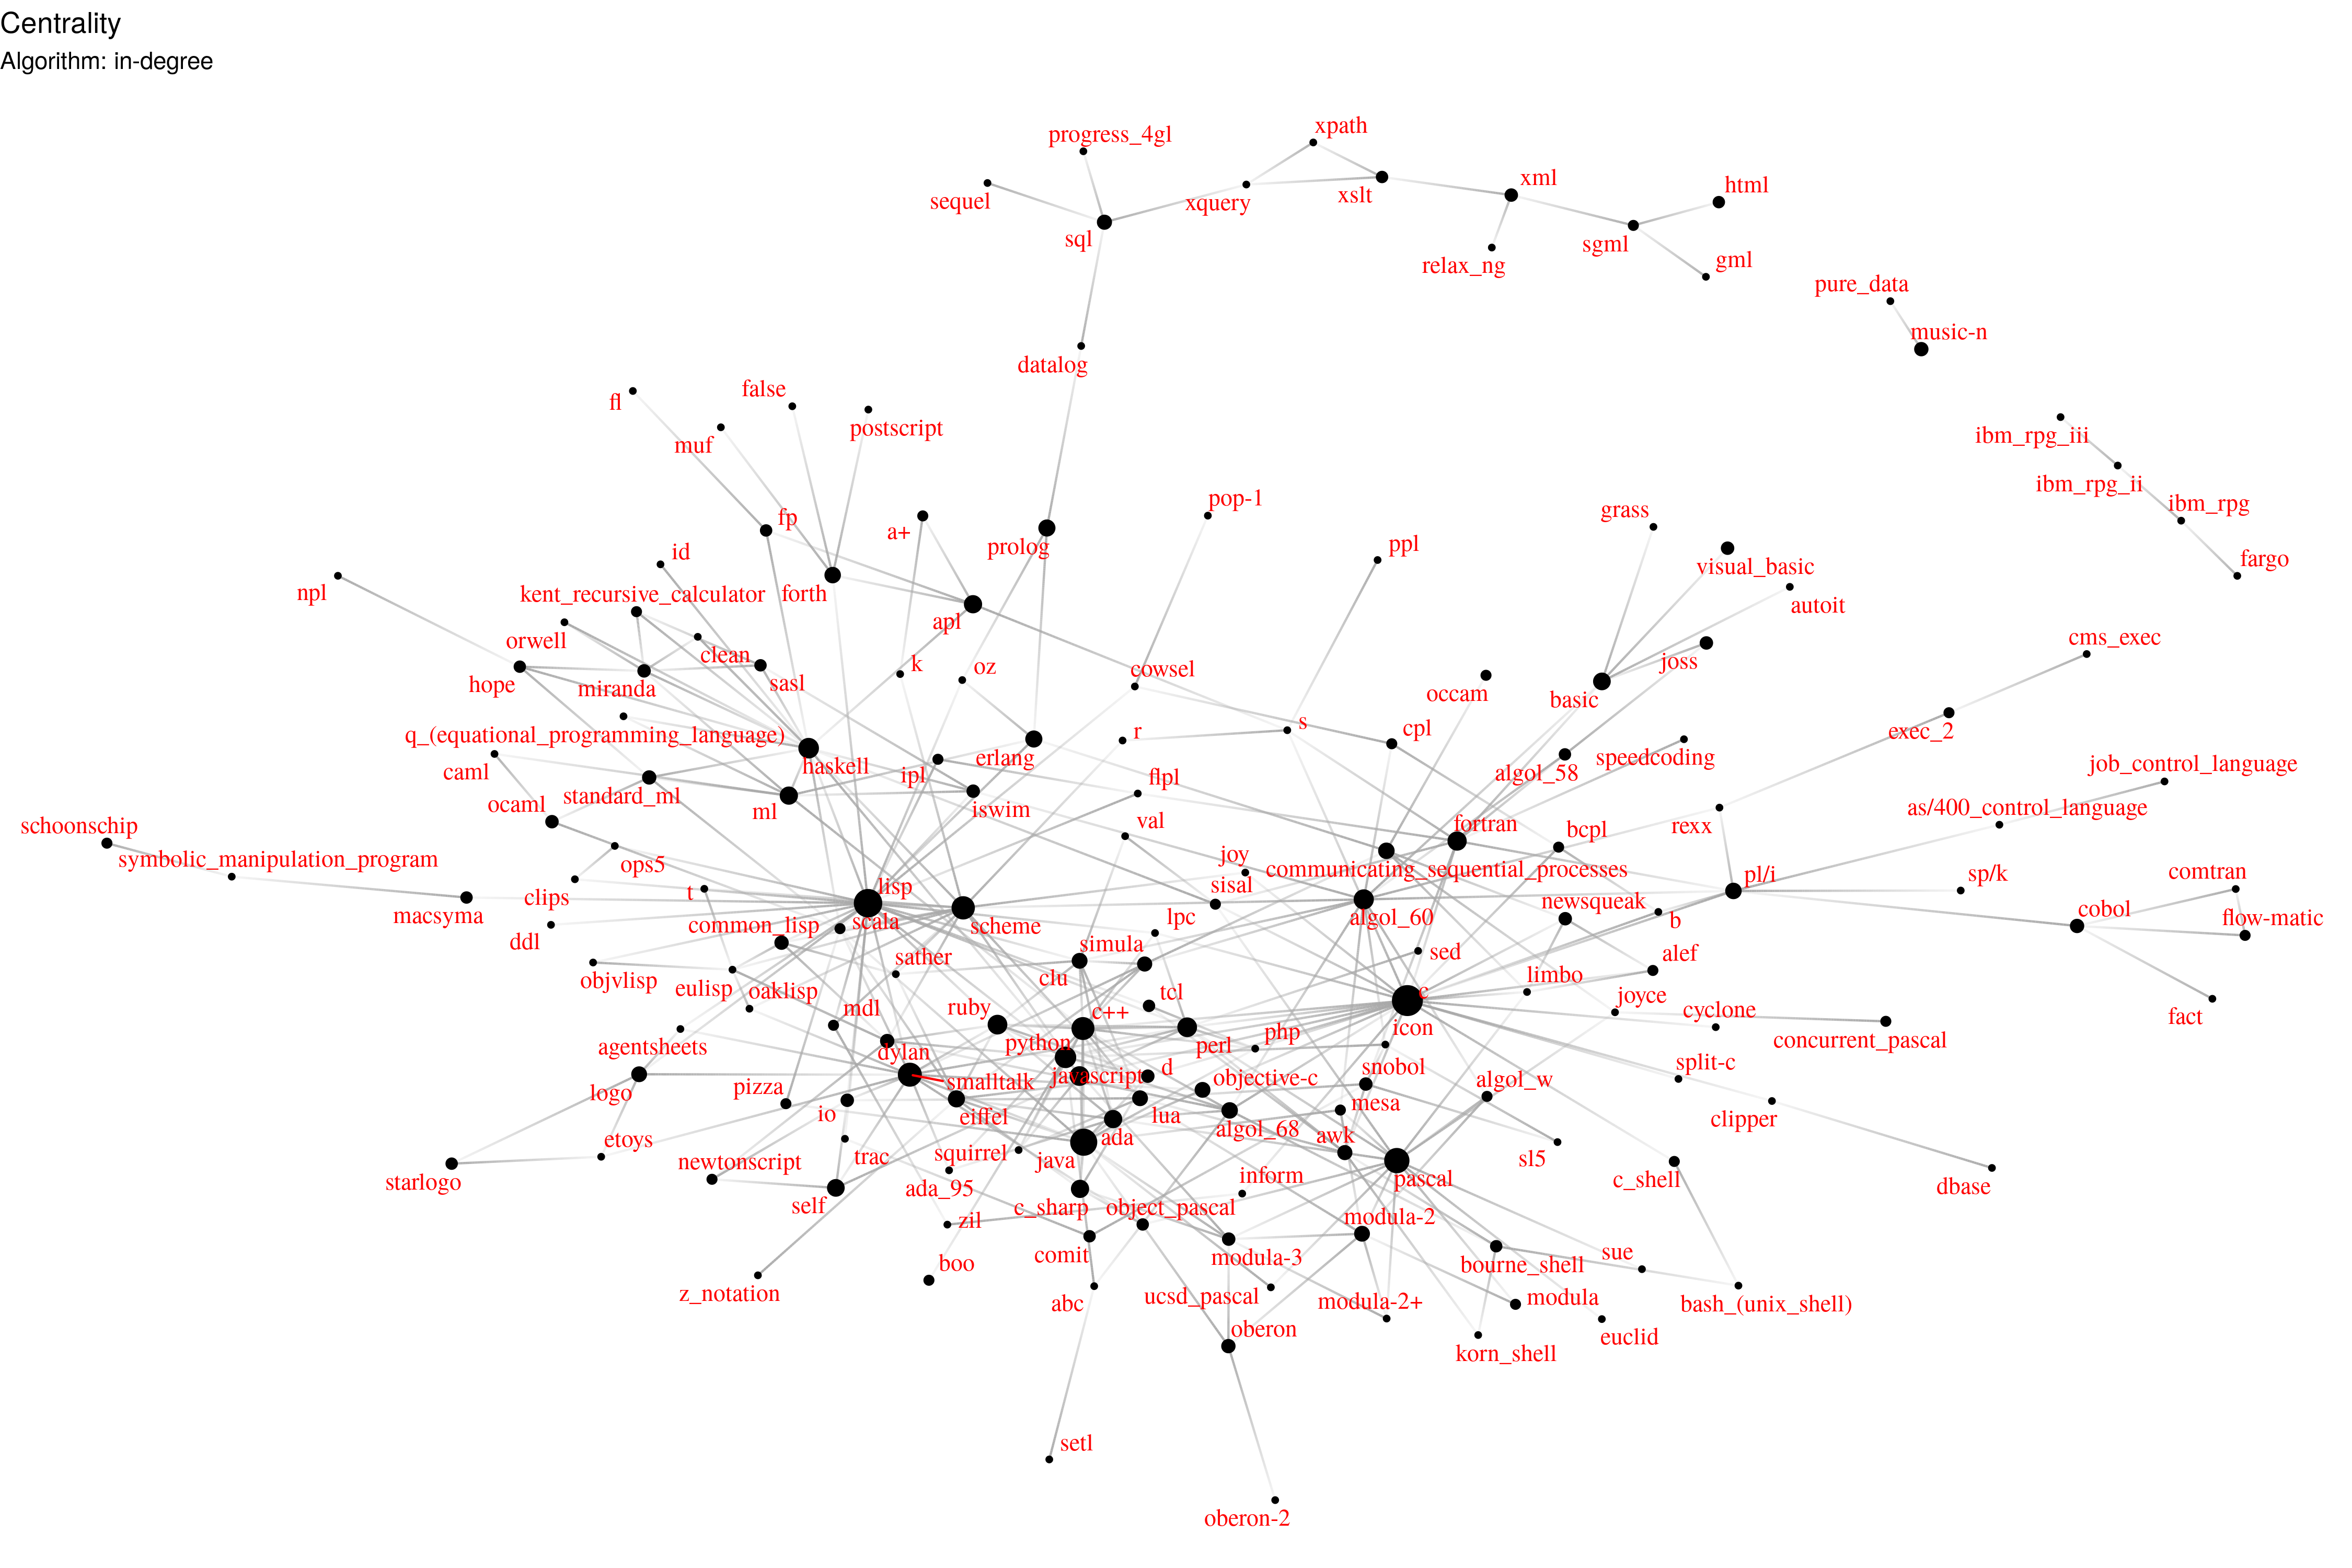 Centrality
Algorithm: in-degree
progress_4gl
xpath
sequel
xquery
xslt
xml
html
sql
sgml
relax_ng
gml
pure_data
music-n
datalog
fl
false
muf
postscript
ibm_rpg_iii
ibm_rpg_ii
ibm_rpg
fargo
fp
a+
prolog
pop-1
grass
ppl
visual_basic
autoit
id
npl
kent_recursive_calculator
forth
apl
orwell
clean
k
oz
cowsel
joss
cms_exec
hope
miranda
sasl
occam
basic
q_(equational_programming_language)
r
s
cpl
exec_2
caml
haskell
ipl
erlang
flpl
algol_58
speedcoding
job_control_language
ocaml
standard_ml
ml
iswim
val
fortran
bcpl
rexx
as/400_control_language
schoonschip
symbolic_manipulation_program
ops5
joy
communicating_sequential_processes
macsyma
clips
t
lisp
sisal
pl/i
sp/k
comtran
ddl
common_lisp
scala
scheme
lpc
algol_60
newsqueak
b
cobol
flow-matic
objvlisp
eulisp
oaklisp
sather
simula
clu
sed
limbo
alef
agentsheets
mdl
ruby
c++
tcl
c
icon
joyce
cyclone
concurrent_pascal
fact
dylan
python
perl
php
logo
pizza
smalltalk
javascript
d
objective-c
snobol
algol_w
split-c
clipper
etoys
io
eiffel
lua
algol_68
mesa
awk
starlogo
newtonscript
trac
squirrel
java
ada
sl5
self
ada_95
c_sharp
object_pascal
inform
pascal
c_shell
dbase
zil
comit
modula-3
modula-2
z_notation
boo
abc
ucsd_pascal
modula-2+
bourne_shell
sue
modula
bash_(unix_shell)
oberon
korn_shell
euclid
setl
oberon-2